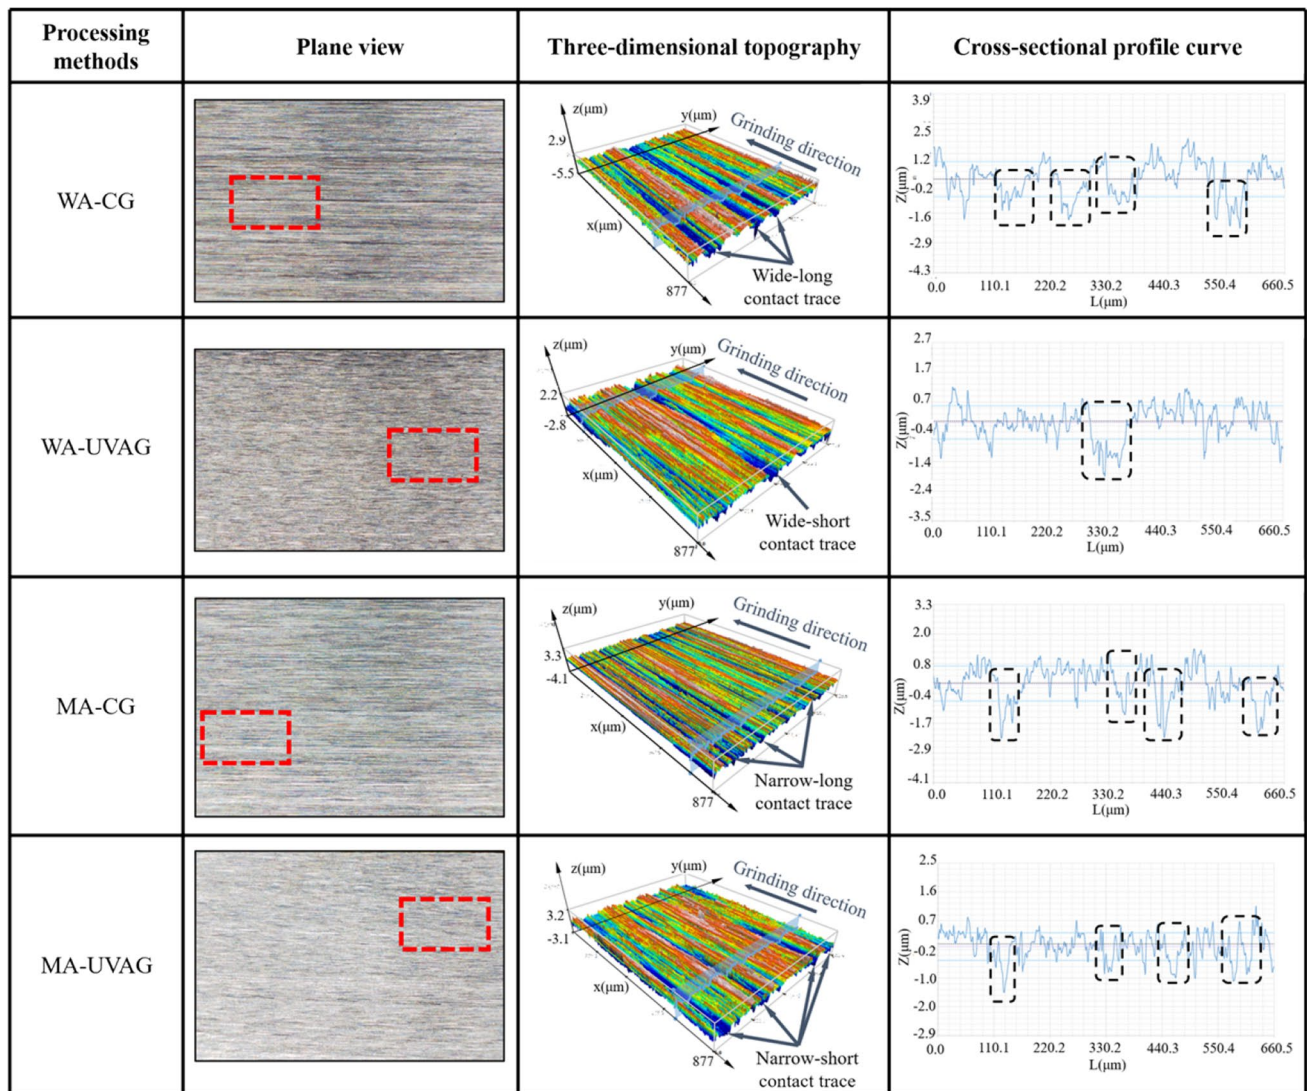 Processing
methods
Plane view
Three-dimensional topography
Cross-sectional profile curve
WA-CG
z(μm)
2.9
-5.5
y(μm)
Grinding direction
x(μm)
877
Wide-long
contact trace
Z(μm)
3.9
2.5
1.2
-0.2
-1.6
-2.9
-4.3
0.0 110.1 220.2 330.2 440.3 550.4 660.5
L(μm)
WA-UVAG
z(μm)
2.2
-2.8
y(μm)
Grinding direction
x(μm)
877
Wide-short
contact trace
Z(μm)
2.7
1.7
0.7
-0.4
-1.4
-2.4
-3.5
0.0 110.1 220.2 330.2 440.3 550.4 660.5
L(μm)
MA-CG
z(μm)
3.3
-4.1
y(μm)
Grinding direction
x(μm)
877
Narrow-long
contact trace
Z(μm)
3.3
2.0
0.8
-0.4
-1.7
-2.9
-4.1
0.0 110.1 220.2 330.2 440.3 550.4 660.5
L(μm)
MA-UVAG
z(μm)
3.2
-3.1
y(μm)
Grinding direction
x(μm)
877
Narrow-short
contact trace
Z(μm)
2.5
1.6
0.7
-0.2
-1.0
-2.0
-2.9
0.0 110.1 220.2 330.2 440.3 550.4 660.5
L(μm)